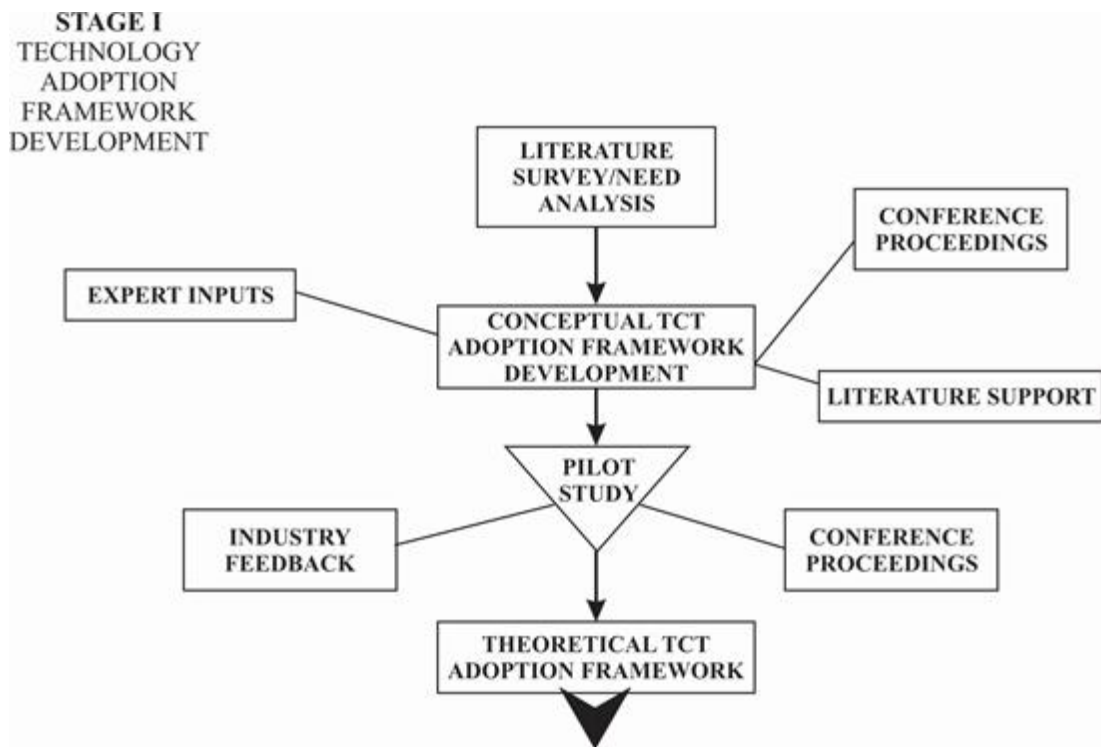 STAGE I
TECHNOLOGY
ADOPTION
FRAMEWORK
DEVELOPMENT
LITERATURE
SURVEY/NEED
ANALYSIS
CONFERENCE
PROCEEDINGS
EXPERT INPUTS
CONCEPTUAL TCT
ADOPTION FRAMEWORK
DEVELOPMENT
LITERATURE SUPPORT
PILOT
STUDY
INDUSTRY
FEEDBACK
CONFERENCE
PROCEEDINGS
THEORETICAL TCT
ADOPTION FRAMEWORK